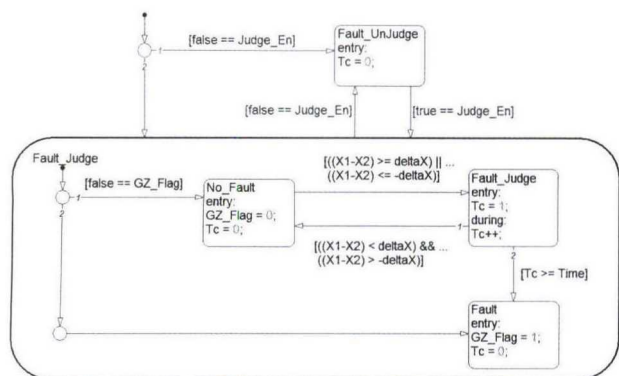 Fault_UnJudge
entry:
Tc = 0;
[false == Judge_En]
1
2
[false == Judge_En]
[true == Judge_En]
Fault_Judge
[false == GZ_Flag]
1
2
No_Fault
entry:
GZ_Flag = 0;
Tc = 0;
[((X1-X2) >= deltaX) || ...
((X1-X2) <= -deltaX)]
Fault_Judge
entry:
Tc = 1;
during:
Tc++;
1
[((X1-X2) < deltaX) && ...
((X1-X2) > -deltaX)]
2
[Tc >= Time]
Fault
entry:
GZ_Flag = 1;
Tc = 0;